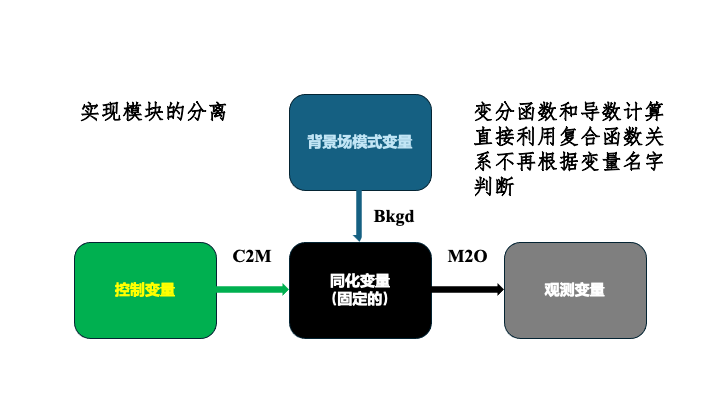 实现模块的分离
变分函数和导数计算
直接利用复合函数关
系不再根据变量名字
判断
背景场模式变量
Bkgd
C2M
M2O
控制变量
同化变量
(固定的)
观测变量